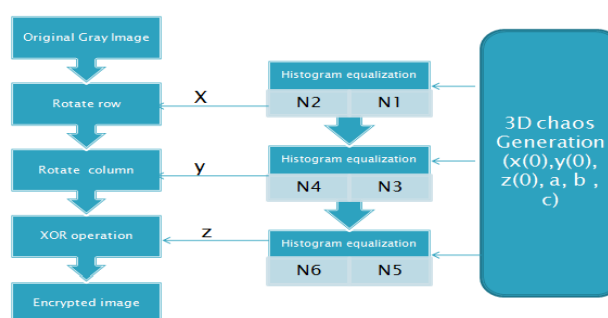 Original Gray Image
Rotate row
Rotate column
XOR operation
Encrypted image
X
y
z
Histogram equalization
N2 N1
Histogram equalization
N4 N3
Histogram equalization
N6 N5
3D chaos
Generation
(x(0),y(0),
z(0), a, b ,
c)